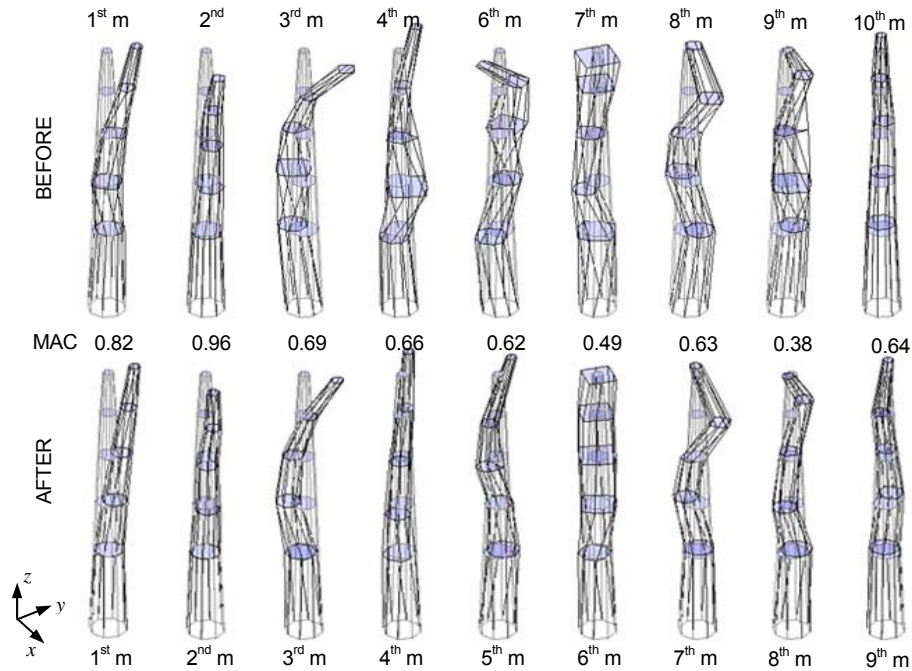 1st m 2nd 3rd m 4th m 6th m 7th m 8th m 9th m 10th m
BEFORE
MAC 0.82 0.96 0.69 0.66 0.62 0.49 0.63 0.38 0.64
AFTER
z
y
x
1st m 2nd m 3rd m 4th m 5th m 6th m 7th m 8th m 9th m